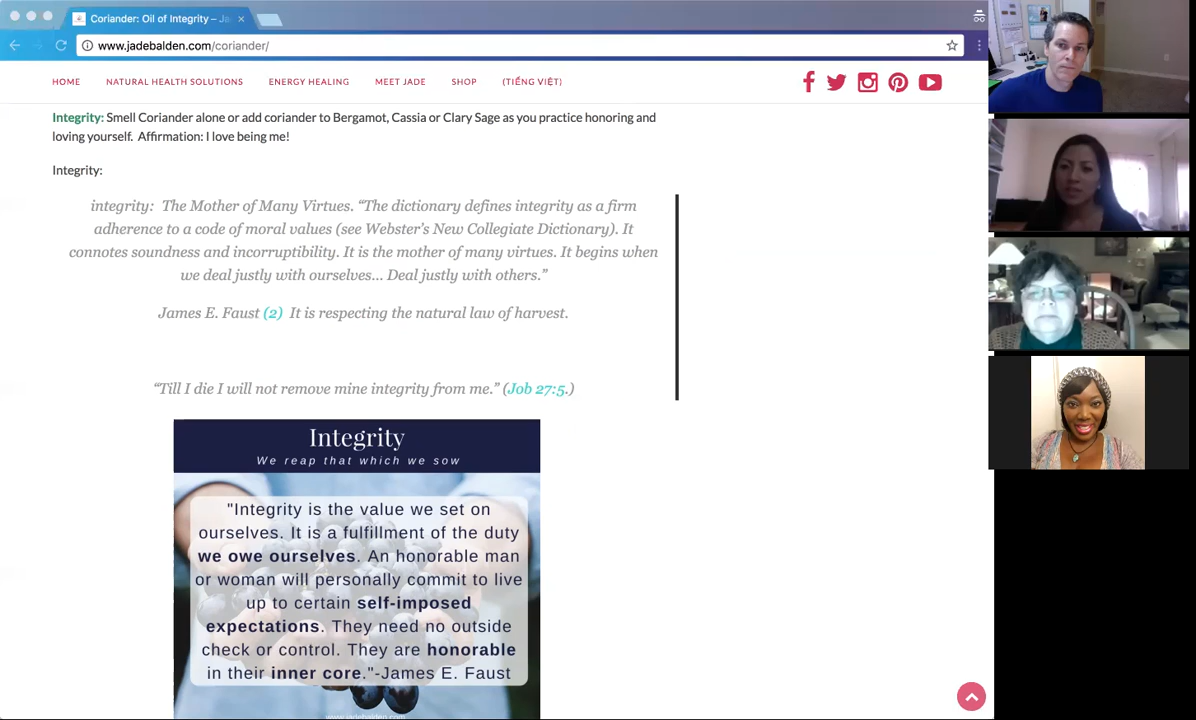 Coriander: Oil of Integrity – Ja
www.jadebalden.com/coriander/
HOME NATURAL HEALTH SOLUTIONS ENERGY HEALING MEET JADE SHOP (TIẾNG VIỆT)
Integrity: Smell Coriander alone or add coriander to Bergamot, Cassia or Clary Sage as you practice honoring and
loving yourself. Affirmation: I love being me!
Integrity:
integrity: The Mother of Many Virtues. “The dictionary defines integrity as a firm
adherence to a code of moral values (see Webster’s New Collegiate Dictionary). It
connotes soundness and incorruptibility. It is the mother of many virtues. It begins when
we deal justly with ourselves… Deal justly with others.”
James E. Faust (2) It is respecting the natural law of harvest.
“Till I die I will not remove mine integrity from me.” (Job 27:5.)
Integrity
We reap that which we sow
"Integrity is the value we set on
ourselves. It is a fulfillment of the duty
we owe ourselves. An honorable man
or woman will personally commit to live
up to certain self-imposed
expectations. They need no outside
check or control. They are honorable
in their inner core."-James E. Faust
www.jadebalden.com